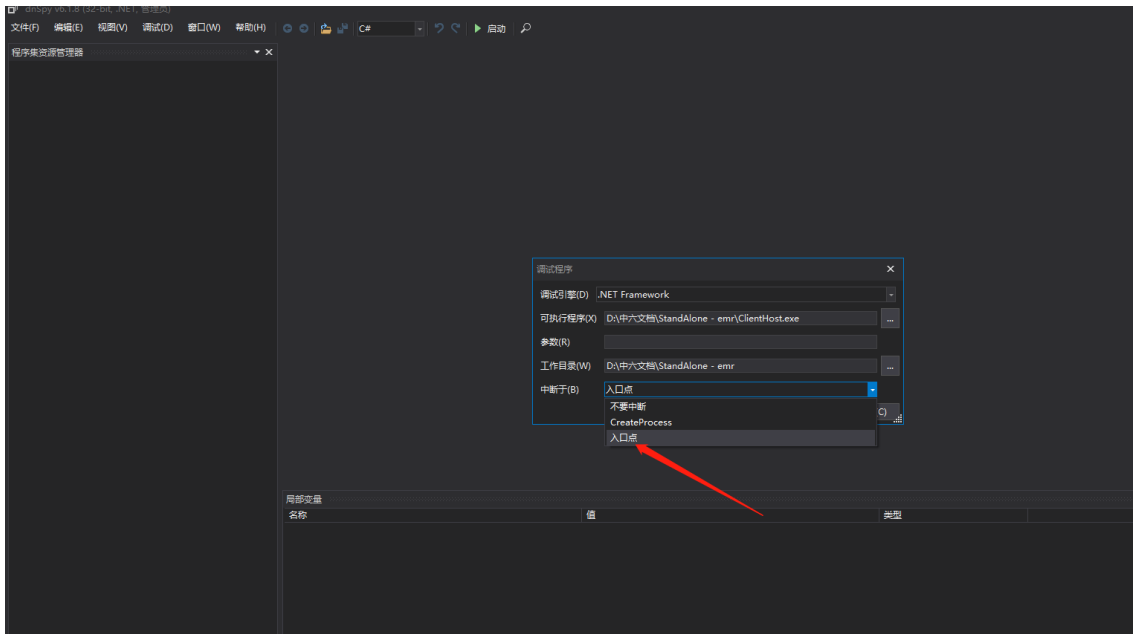 dnSpy v6.1.8 (32-bit, .NET, 管理员)
文件(F) 编辑(E) 视图(V) 调试(D) 窗口(W) 帮助(H) C# 启动
程序集资源管理器
调试程序
调试引擎(D) .NET Framework
可执行程序(X) D:\中六文档\StandAlone - emr\ClientHost.exe ...
参数(R)
工作目录(W) D:\中六文档\StandAlone - emr ...
中断于(B) 入口点
不要中断
C)
CreateProcess
入口点
局部变量
名称 值 类型